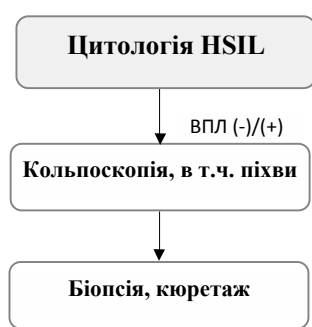 Цитологія HSIL
ВПЛ (-)/(+)
Кольпоскопія, в т.ч. піхви
Біопсія, кюретаж